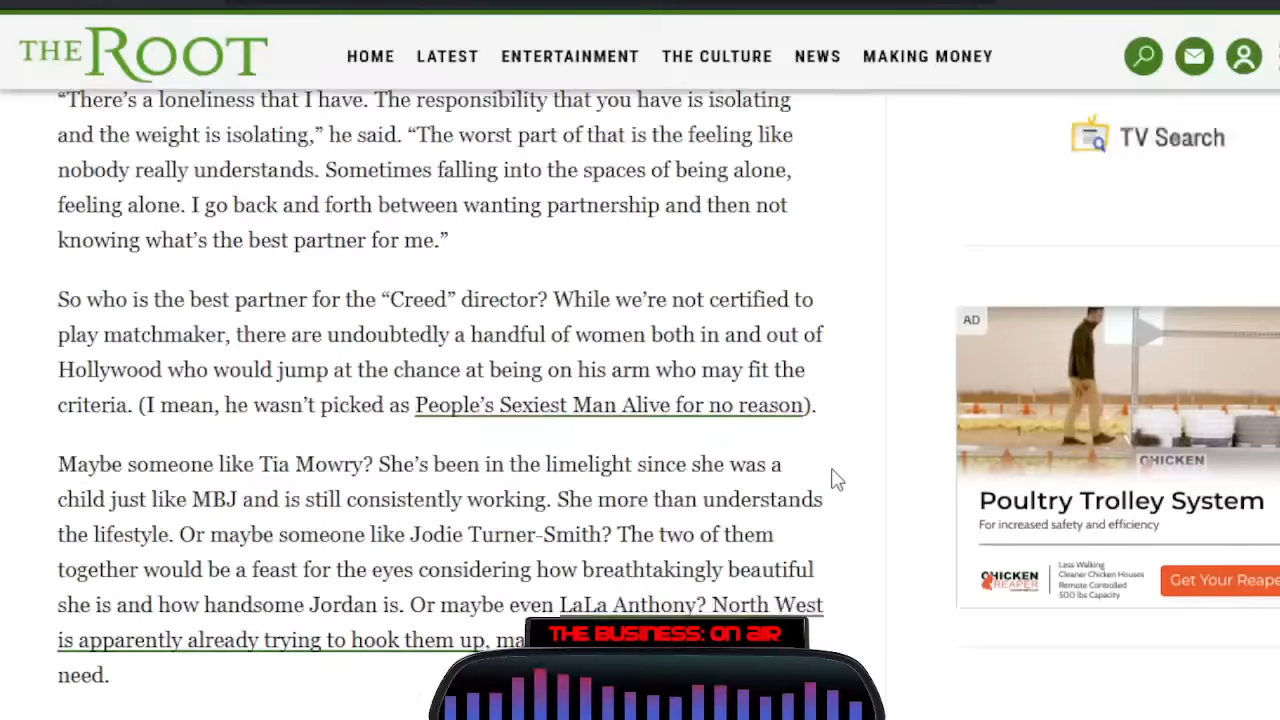 THE ROOT
HOME LATEST ENTERTAINMENT THE CULTURE NEWS MAKING MONEY
“There’s a loneliness that I have. The responsibility that you have is isolating
and the weight is isolating,” he said. “The worst part of that is the feeling like
nobody really understands. Sometimes falling into the spaces of being alone,
feeling alone. I go back and forth between wanting partnership and then not
knowing what’s the best partner for me.”
So who is the best partner for the “Creed” director? While we’re not certified to
play matchmaker, there are undoubtedly a handful of women both in and out of
Hollywood who would jump at the chance at being on his arm who may fit the
criteria. (I mean, he wasn’t picked as People’s Sexiest Man Alive for no reason).
Maybe someone like Tia Mowry? She’s been in the limelight since she was a
child just like MBJ and is still consistently working. She more than understands
the lifestyle. Or maybe someone like Jodie Turner-Smith? The two of them
together would be a feast for the eyes considering how breathtakingly beautiful
she is and how handsome Jordan is. Or maybe even LaLa Anthony? North West
is apparently already trying to hook them up, ma
need.
TV Search
AD
CHICKEN
Poultry Trolley System
For increased safety and efficiency
CHICKEN
REAPER
Less Walking
Cleaner Chicken Houses
Remote Controlled
500 lbs Capacity
Get Your Reape
THE BUSINESS: ON AIR